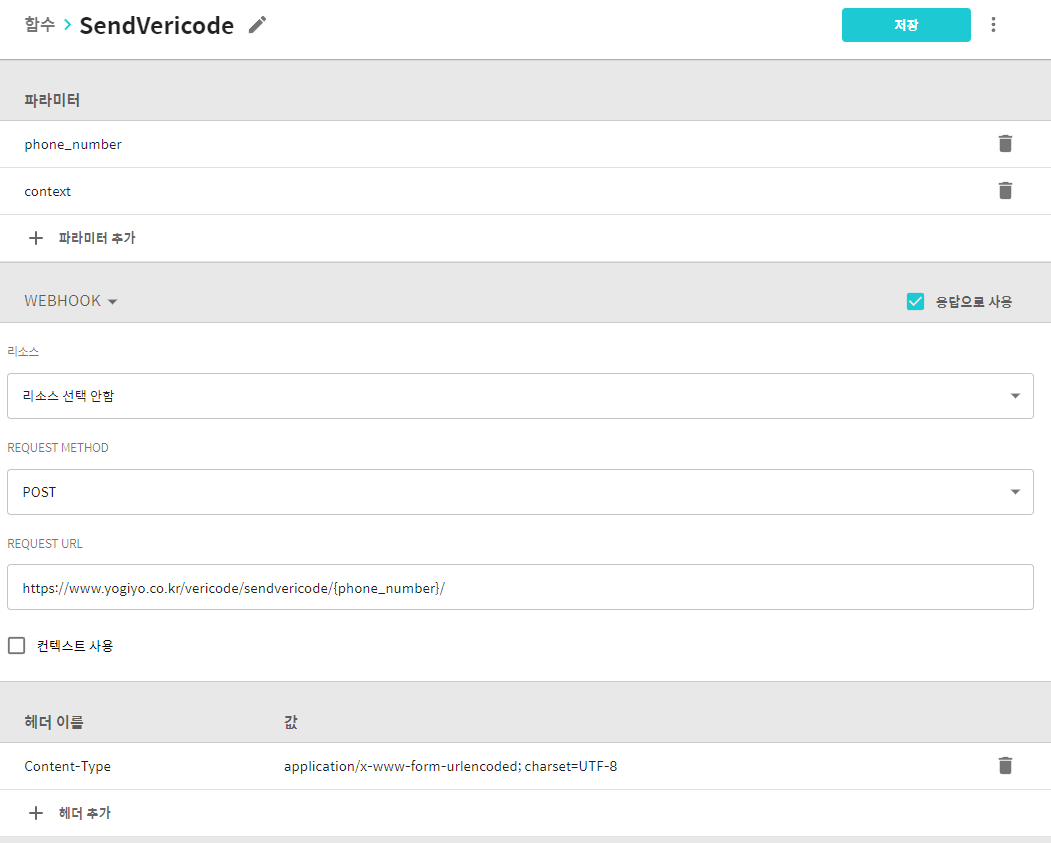 함수 > SendVericode
저장
파라미터
phone_number
context
파라미터 추가
WEBHOOK
응답으로 사용
리소스
리소스 선택 안함
REQUEST METHOD
POST
REQUEST URL
https://www.yogiyo.co.kr/vericode/sendvericode/{phone_number}/
컨텍스트 사용
헤더 이름 값
Content-Type application/x-www-form-urlencoded; charset=UTF-8
헤더 추가